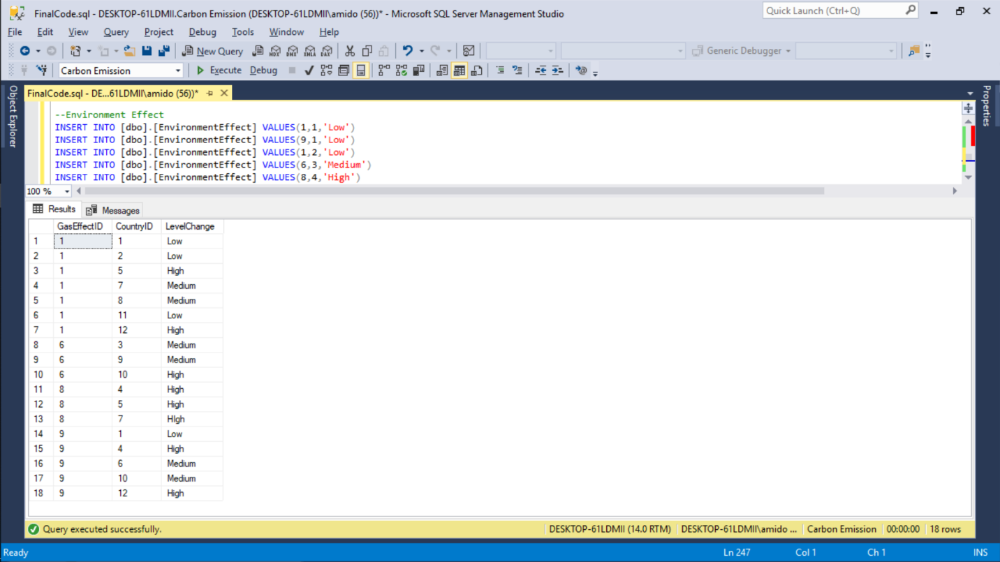 FinalCode.sql - DESKTOP-61LDMII.Carbon Emission (DESKTOP-61LDMII\amido (56))* - Microsoft SQL Server Management Studio
Quick Launch (Ctrl+Q)
File Edit View Query Project Debug Tools Window Help
New Query MDX DMX XMLA DAX Generic Debugger
Carbon Emission Execute Debug
Object Explorer
FinalCode.sql - DE...61LDMII\amido (56))*
Properties
--Environment Effect
INSERT INTO [dbo].[EnvironmentEffect] VALUES(1,1,'Low')
INSERT INTO [dbo].[EnvironmentEffect] VALUES(9,1,'Low')
INSERT INTO [dbo].[EnvironmentEffect] VALUES(1,2,'Low')
INSERT INTO [dbo].[EnvironmentEffect] VALUES(6,3,'Medium')
INSERT INTO [dbo].[EnvironmentEffect] VALUES(8,4,'High')
100 %
Results Messages
GasEffectID CountryID LevelChange
1 1 1 Low
2 1 2 Low
3 1 5 High
4 1 7 Medium
5 1 8 Medium
6 1 11 Low
7 1 12 High
8 6 3 Medium
9 6 9 Medium
10 6 10 High
11 8 4 High
12 8 5 High
13 8 7 HIgh
14 9 1 Low
15 9 4 High
16 9 6 Medium
17 9 10 Medium
18 9 12 High
Query executed successfully. DESKTOP-61LDMII (14.0 RTM) DESKTOP-61LDMII\amido ... Carbon Emission 00:00:00 18 rows
Ready Ln 247 Col 1 Ch 1 INS